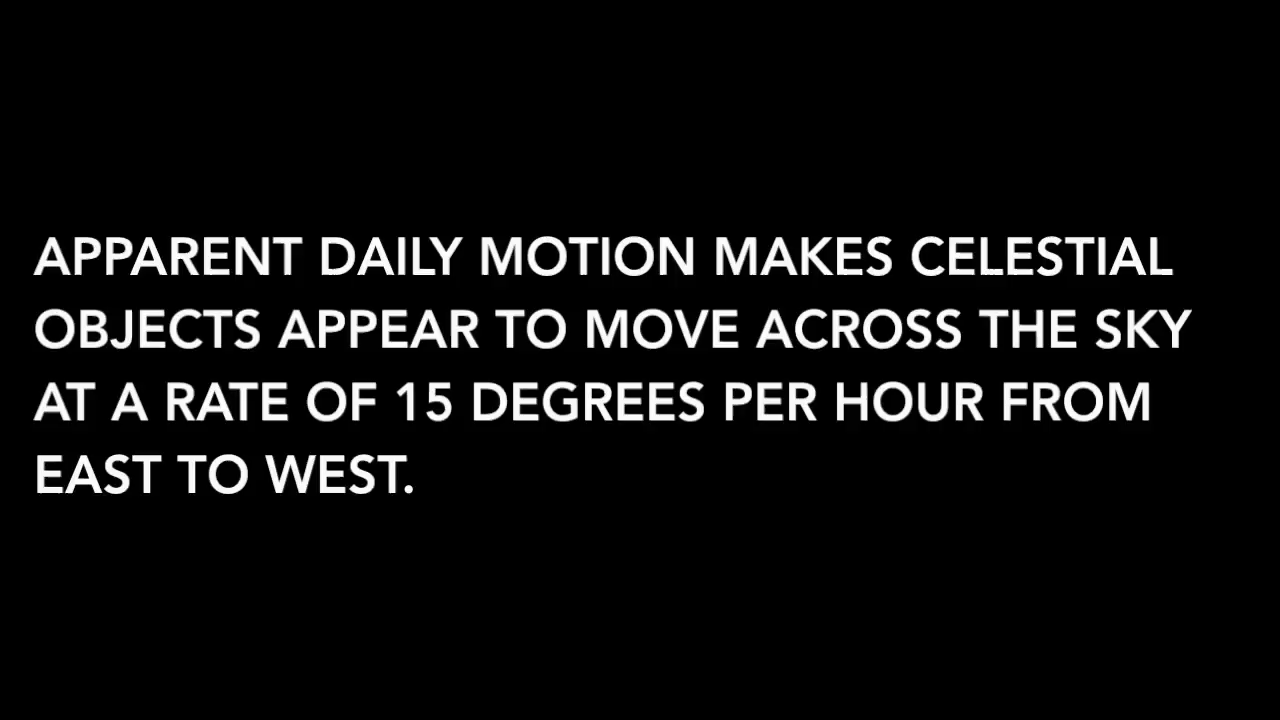 APPARENT DAILY MOTION MAKES CELESTIAL
OBJECTS APPEAR TO MOVE ACROSS THE SKY
AT A RATE OF 15 DEGREES PER HOUR FROM
EAST TO WEST.